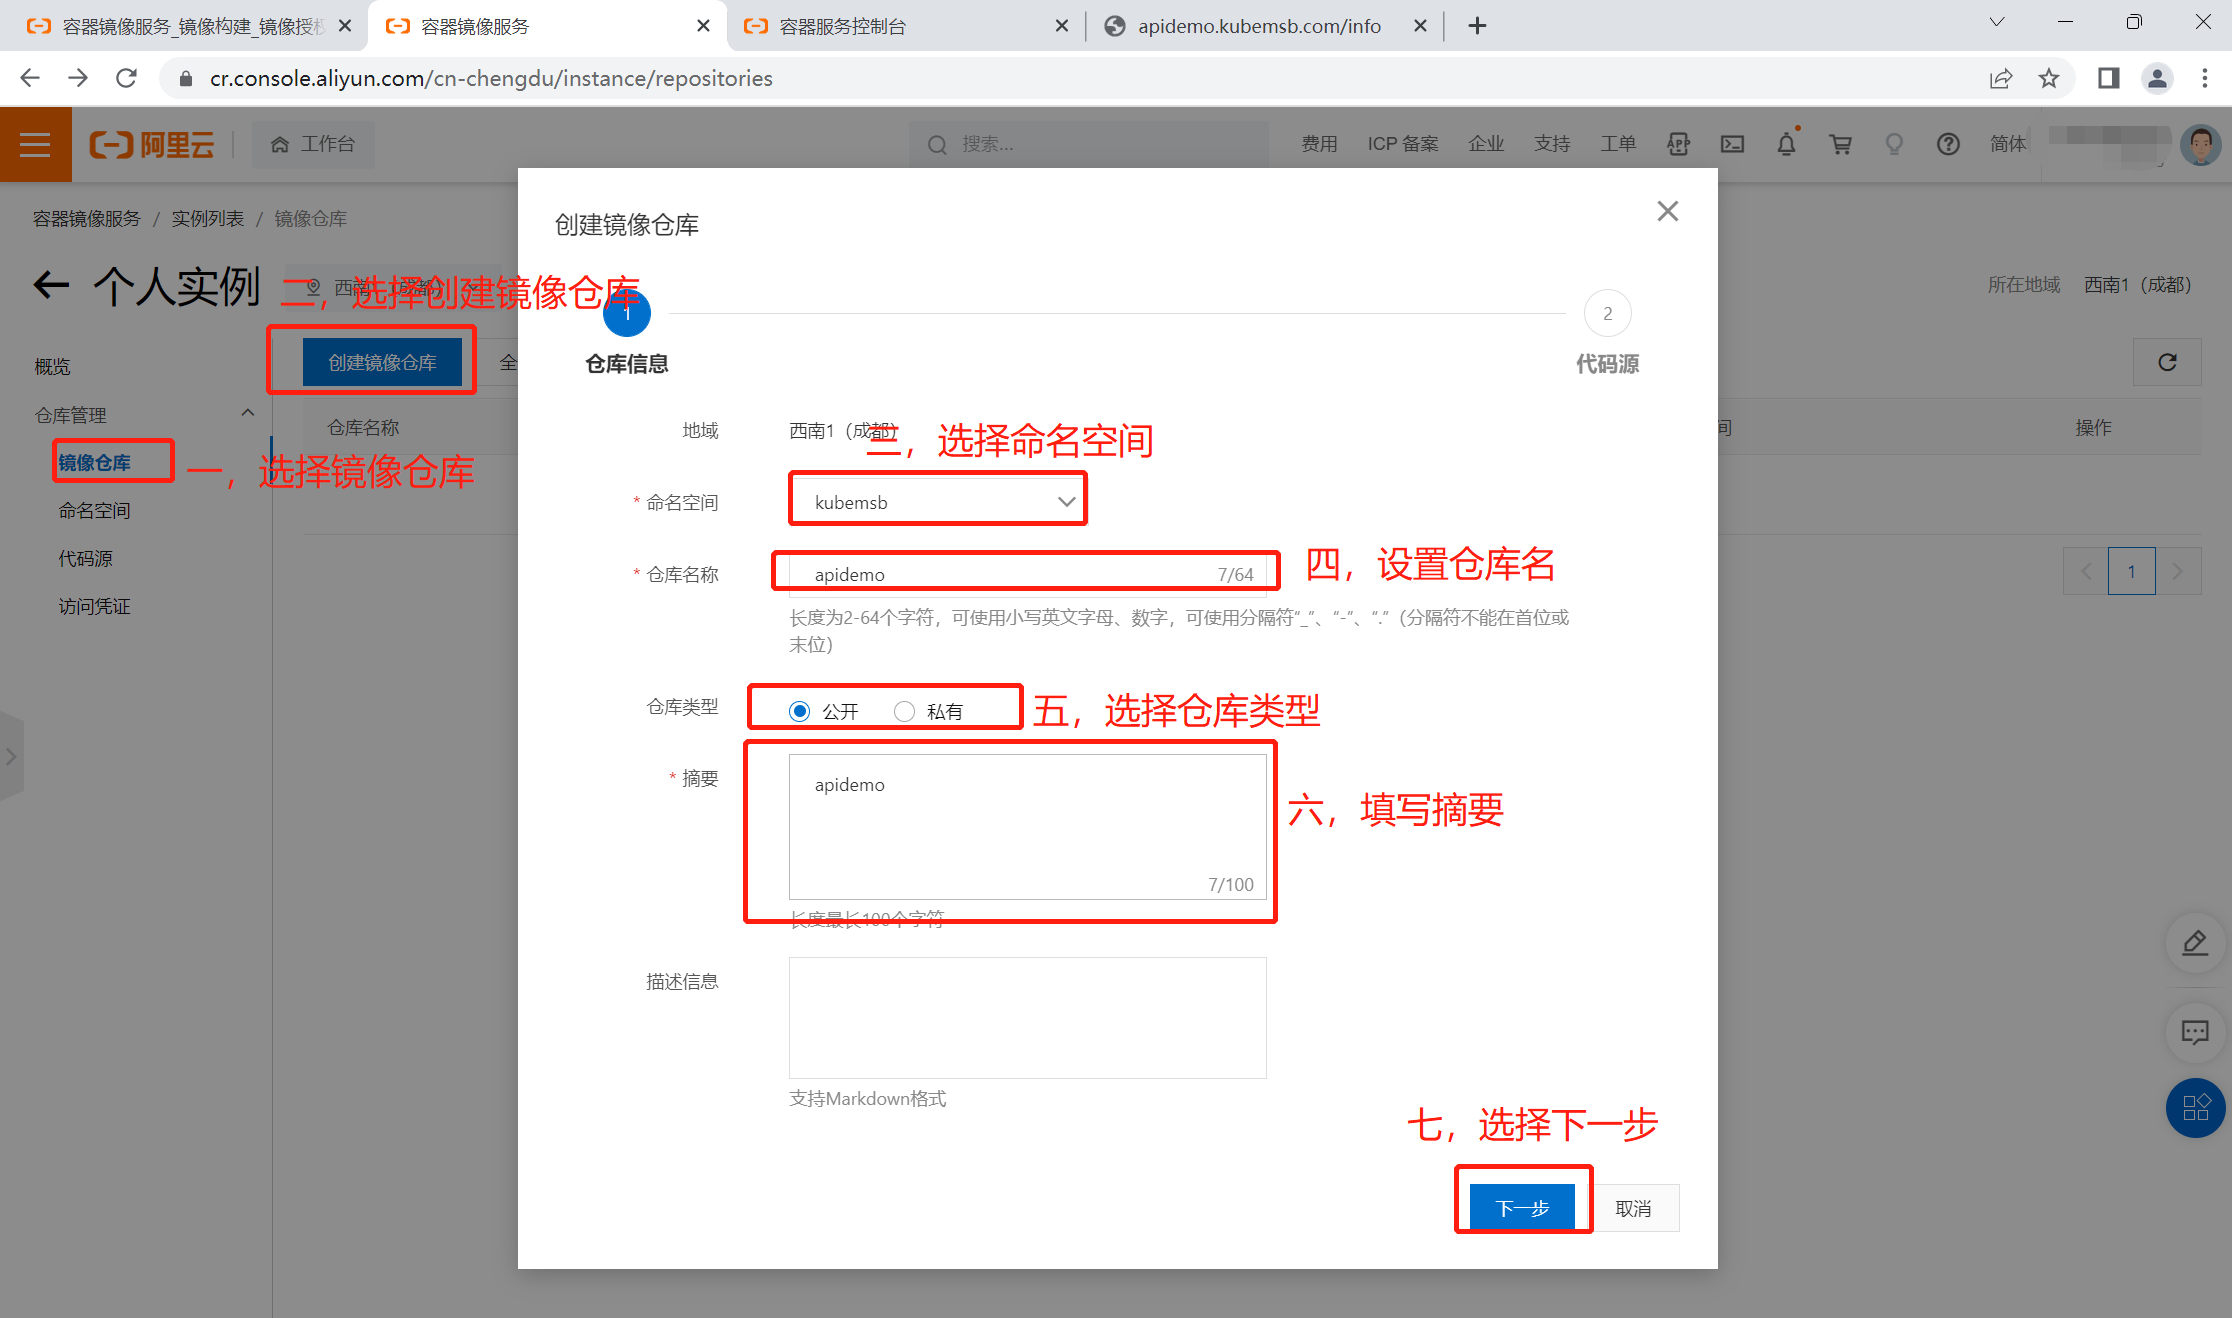 容器镜像服务_镜像构建_镜像授权
容器镜像服务
容器服务控制台
apidemo.kubemsb.com/info
cr.console.aliyun.com/cn-chengdu/instance/repositories
阿里云
工作台
搜索...
费用
ICP 备案
企业
支持
工单
APP
简体
容器镜像服务 / 实例列表 / 镜像仓库
个人实例
二，选择创建镜像仓库
所在地域 西南1（成都）
概览
仓库管理
镜像仓库
一，选择镜像仓库
命名空间
代码源
访问凭证
创建镜像仓库
全
仓库名称
间
操作
1
创建镜像仓库
1
仓库信息
2
代码源
地域 西南1（成都）
三，选择命名空间
* 命名空间 kubemsb
* 仓库名称 apidemo 7/64
四，设置仓库名
长度为2-64个字符，可使用小写英文字母、数字，可使用分隔符“_”、“-”、“.”（分隔符不能在首位或
末位）
仓库类型 公开 私有
五，选择仓库类型
* 摘要 apidemo
7/100
六，填写摘要
长度最长100个字符
描述信息
支持Markdown格式
七，选择下一步
下一步
取消